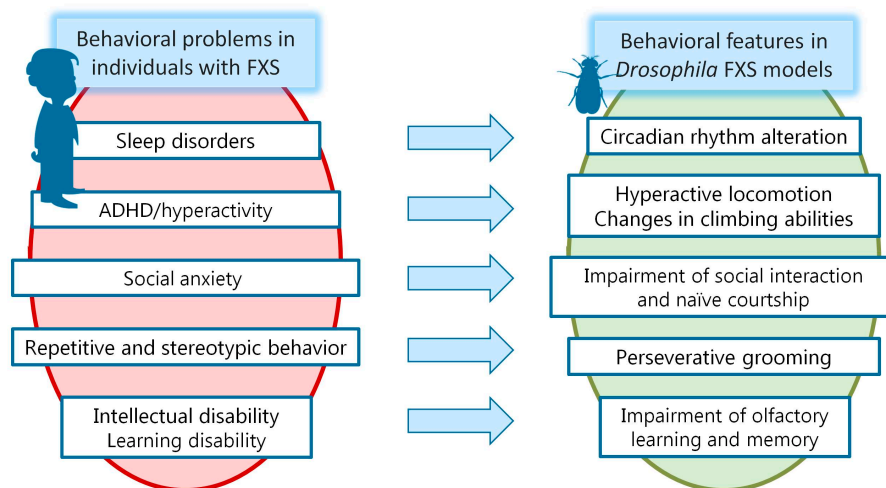 Behavioral problems in
individuals with FXS
Sleep disorders
ADHD/hyperactivity
Social anxiety
Repetitive and stereotypic behavior
Intellectual disability
Learning disability
Behavioral features in
Drosophila FXS models
Circadian rhythm alteration
Hyperactive locomotion
Changes in climbing abilities
Impairment of social interaction
and naïve courtship
Perseverative grooming
Impairment of olfactory
learning and memory